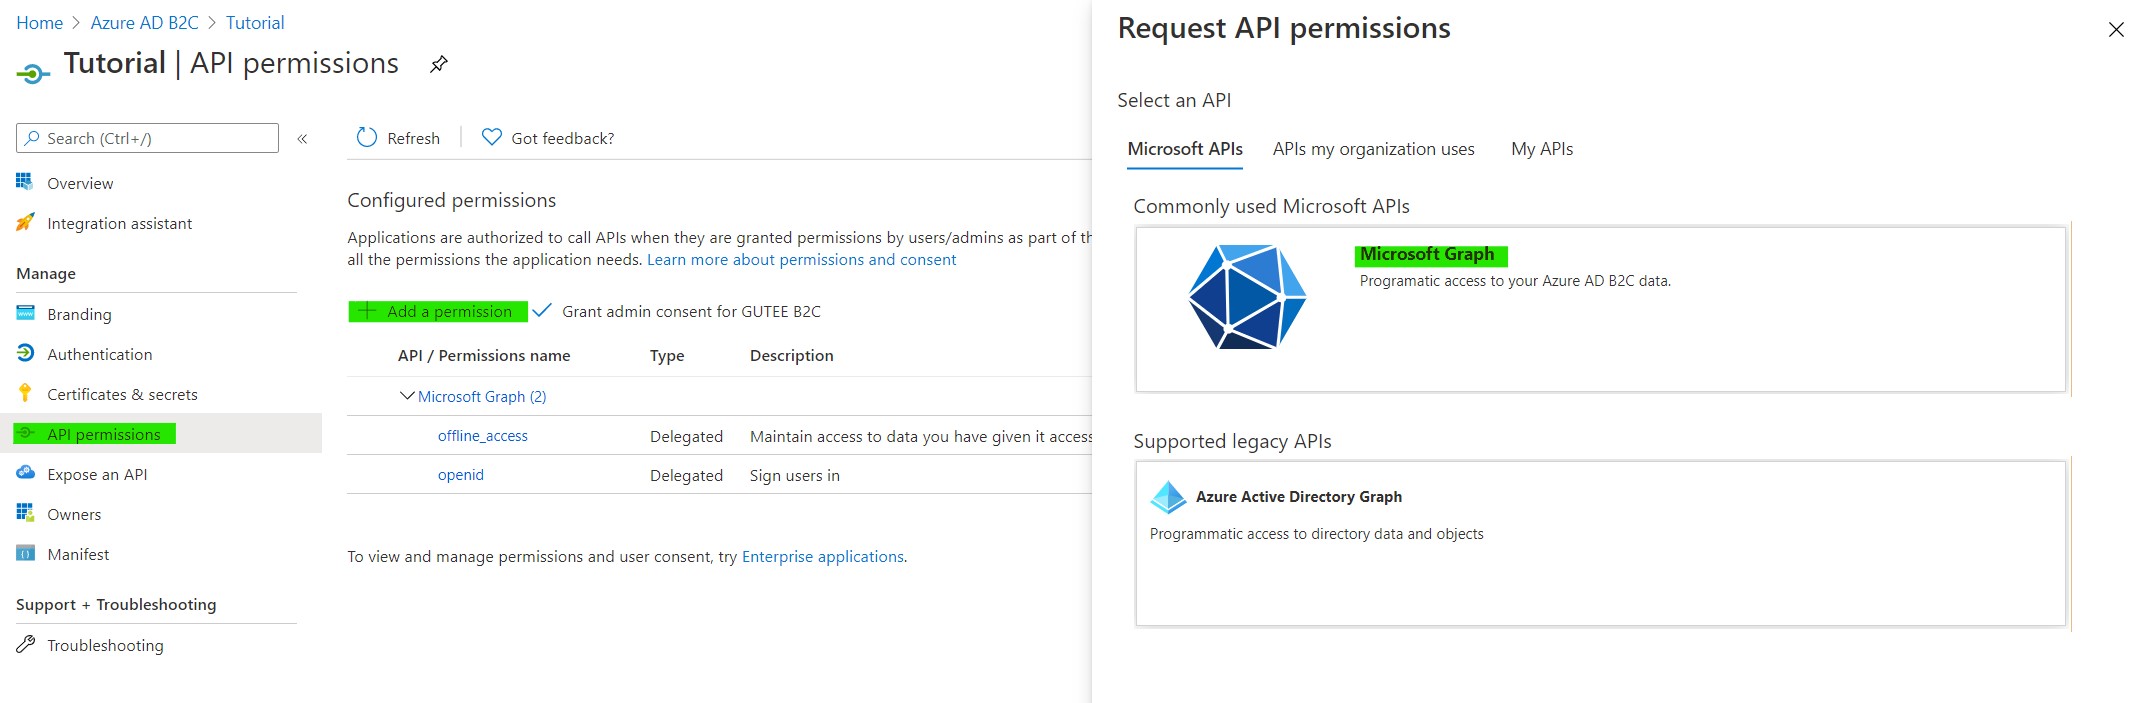 Home > Azure AD B2C > Tutorial
Tutorial | API permissions
Search (Ctrl+/)
«
Overview
Integration assistant
Manage
Branding
Authentication
Certificates & secrets
API permissions
Expose an API
Owners
Manifest
Support + Troubleshooting
Troubleshooting
Refresh
Got feedback?
Configured permissions
Applications are authorized to call APIs when they are granted permissions by users/admins as part of th
all the permissions the application needs. Learn more about permissions and consent
Add a permission
Grant admin consent for GUTEE B2C
API / Permissions name Type Description
Microsoft Graph (2)
offline_access Delegated Maintain access to data you have given it access
openid Delegated Sign users in
To view and manage permissions and user consent, try Enterprise applications.
Request API permissions
Select an API
Microsoft APIs APIs my organization uses My APIs
Commonly used Microsoft APIs
Microsoft Graph
Programatic access to your Azure AD B2C data.
Supported legacy APIs
Azure Active Directory Graph
Programmatic access to directory data and objects